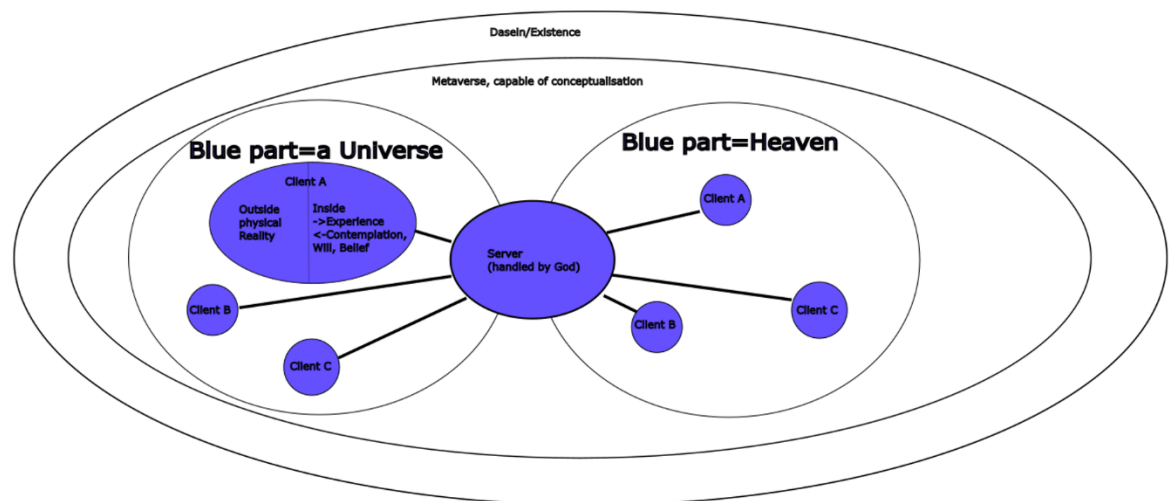 Dasein/Existence
Metaverse, capable of conceptualisation
Blue part=a Universe
Blue part=Heaven
Client A
Outside
physical
Reality
Inside
->Experience
<-Contemplation,
Will, Belief
Client A
Server
(handled by God)
Client B
Client C
Client B
Client C